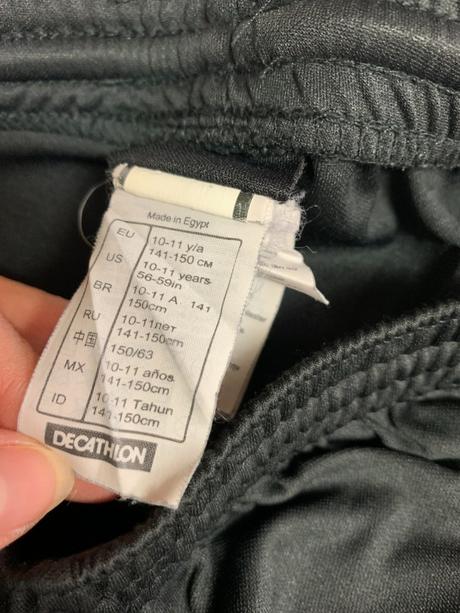 Made in Egypt
EU 10-11 y/a
141-150 CM
US 10-11 years
56-59in
BR 10-11 A 141
150cm
RU 10-11лет
141-150cm
中国 150/63
MX 10-11 años
141-150cm
ID 10-11 Tahun
141-150cm
DECATHLON